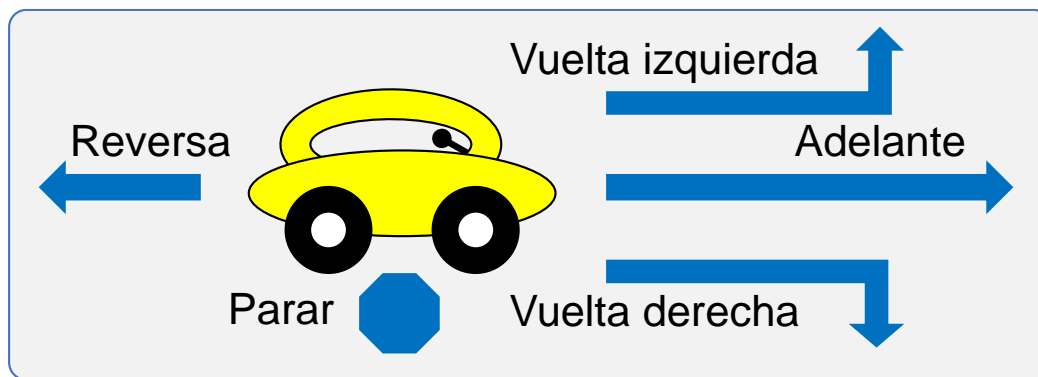 Vuelta izquierda
Reversa
Adelante
Parar
Vuelta derecha